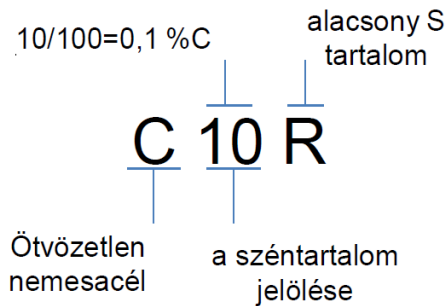 10/100=0,1 %C
alacsony S
tartalom
C 10 R
Ötvözetlen
nemesacél
a széntartalom
jelölése